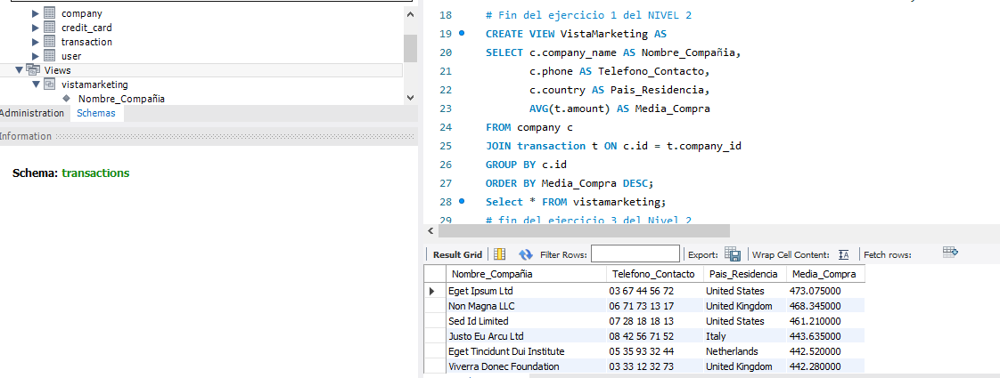 company
credit_card
transaction
user
Views
vistamarketing
Nombre_Compañia
Administration Schemas
Information
Schema: transactions
18 # Fin del ejercicio 1 del NIVEL 2
19 CREATE VIEW VistaMarketing AS
20 SELECT c.company_name AS Nombre_Compañia,
21 c.phone AS Telefono_Contacto,
22 c.country AS Pais_Residencia,
23 AVG(t.amount) AS Media_Compra
24 FROM company c
25 JOIN transaction t ON c.id = t.company_id
26 GROUP BY c.id
27 ORDER BY Media_Compra DESC;
28 Select * FROM vistamarketing;
29 # fin del ejercicio 3 del Nivel 2
Result Grid Filter Rows: Export: Wrap Cell Content: Fetch rows:
Nombre_Compañia Telefono_Contacto Pais_Residencia Media_Compra
Eget Ipsum Ltd 03 67 44 56 72 United States 473.075000
Non Magna LLC 06 71 73 13 17 United Kingdom 468.345000
Sed Id Limited 07 28 18 18 13 United States 461.210000
Justo Eu Arcu Ltd 08 42 56 71 52 Italy 443.635000
Eget Tincidunt Dui Institute 05 35 93 32 44 Netherlands 442.520000
Viverra Donec Foundation 03 33 12 32 73 United Kingdom 442.280000